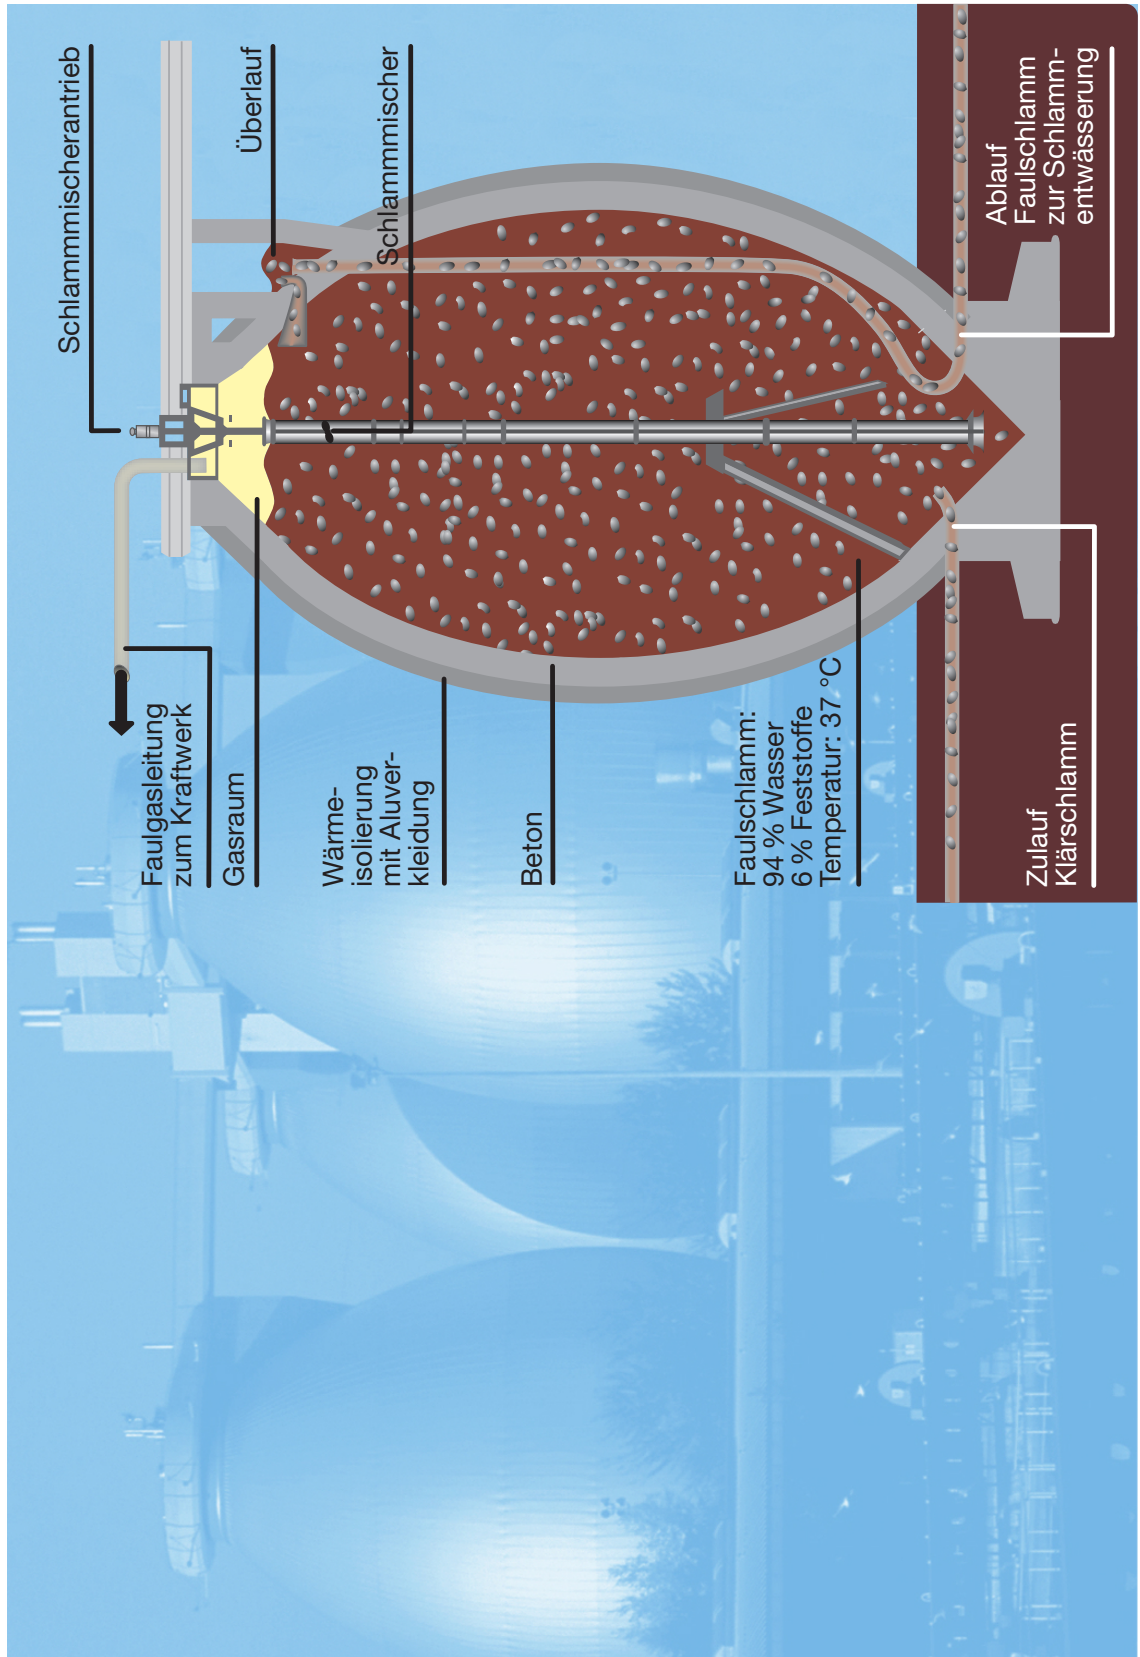 Schlammmischerantrieb
Überlauf
Schlammmischer
Faulgasleitung
zum Kraftwerk
Gasraum
Wärme-
isolierung
mit Aluver-
kleidung
Beton
Faulschlamm:
94 % Wasser
6 % Feststoffe
Temperatur: 37 °C
Zulauf
Klärschlamm
Ablauf
Faulschlamm
zur Schlamm-
entwässerung